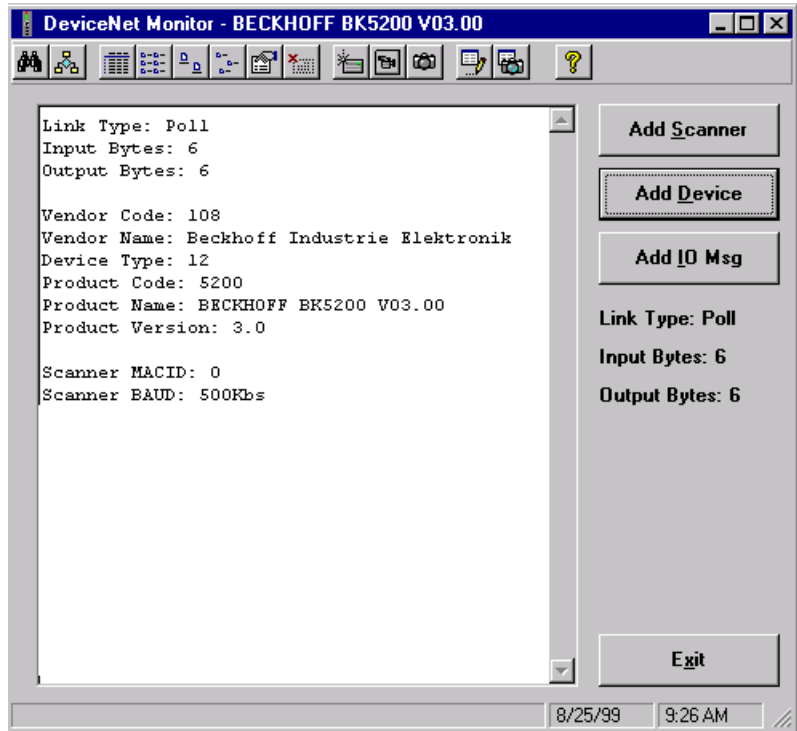 DeviceNet Monitor - BECKHOFF BK5200 V03.00
Link Type: Poll
Input Bytes: 6
Output Bytes: 6
Vendor Code: 108
Vendor Name: Beckhoff Industrie Elektronik
Device Type: 12
Product Code: 5200
Product Name: BECKHOFF BK5200 V03.00
Product Version: 3.0
Scanner MACID: 0
Scanner BAUD: 500Kbs
Add Scanner
Add Device
Add IO Msg
Link Type: Poll
Input Bytes: 6
Output Bytes: 6
Exit
8/25/99 9:26 AM